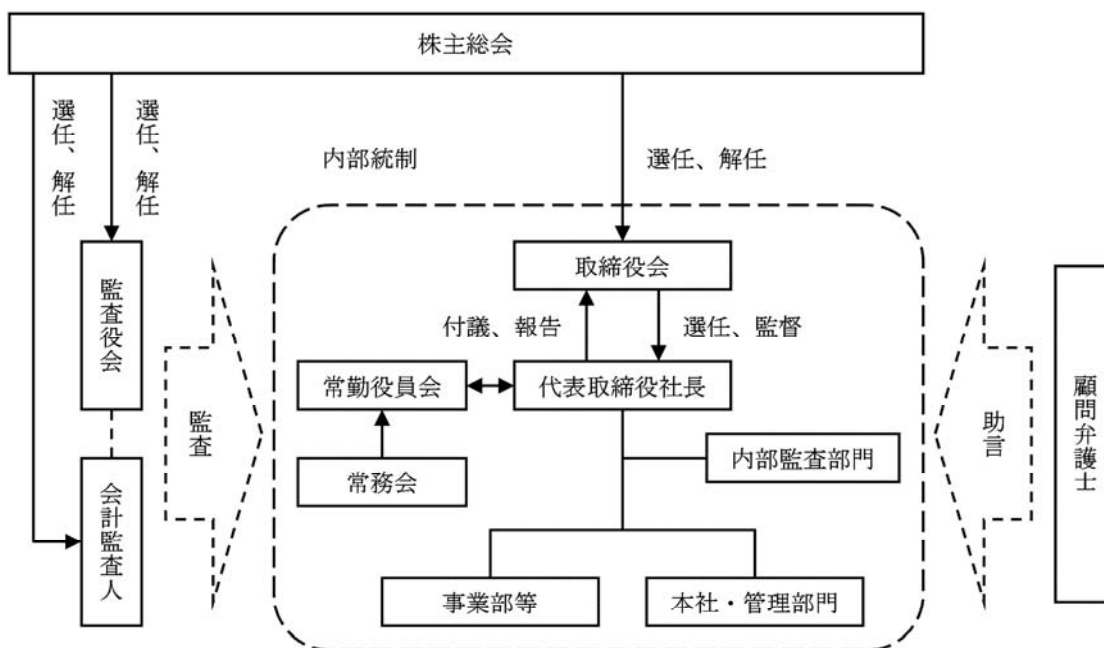 株主総会
選任、解任
選任、解任
内部統制
選任、解任
監査役会
取締役会
付議、報告
選任、監督
常勤役員会
代表取締役社長
監査
助言
顧問弁護士
内部監査部門
常務会
会計監査人
事業部等
本社・管理部門